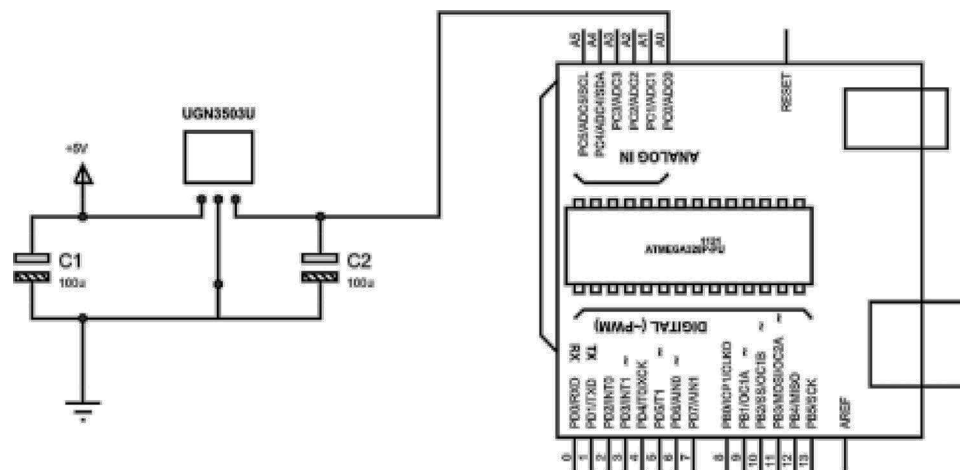 UGN3503U
+5V
C1
100u
C2
100u
A5
A4
A3
A2
A1
A0
PC5/ADC5/SCL
PC4/ADC4/SDA
PC3/ADC3
PC2/ADC2
PC1/ADC1
PC0/ADC0
RESET
ANALOG IN
1121
ATMEGA328P-PU
DIGITAL (~PWM)
RX
TX
~
~
~
~
~
~
PD0/RXD
PD1/TXD
PD2/INT0
PD3/INT1
PD4/T0/XCK
PD5/T1
PD6/AIN0
PD7/AIN1
PB0/ICP1/CLKO
PB1/OC1A
PB2/SS/OC1B
PB3/MOSI/OC2A
PB4/MISO
PB5/SCK
AREF
0
1
2
3
4
5
6
7
8
9
10
11
12
13